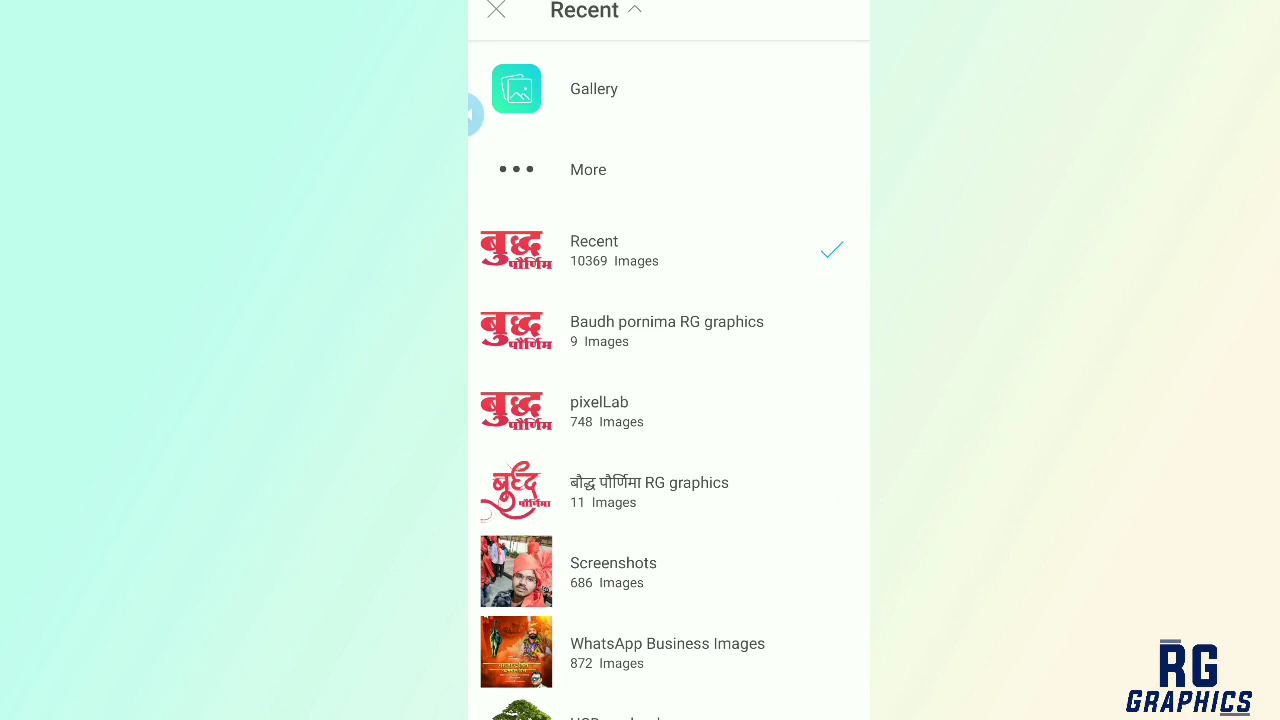 Recent
Gallery
More
बुद्ध
पौर्णिम
Recent
10369 Images
बुद्ध
पौर्णिम
Baudh pornima RG graphics
9 Images
बुद्ध
पौर्णिम
pixelLab
748 Images
बुध्द
पौर्णिमा
बौद्ध पौर्णिमा RG graphics
11 Images
Screenshots
686 Images
WhatsApp Business Images
872 Images
RG
GRAPHICS